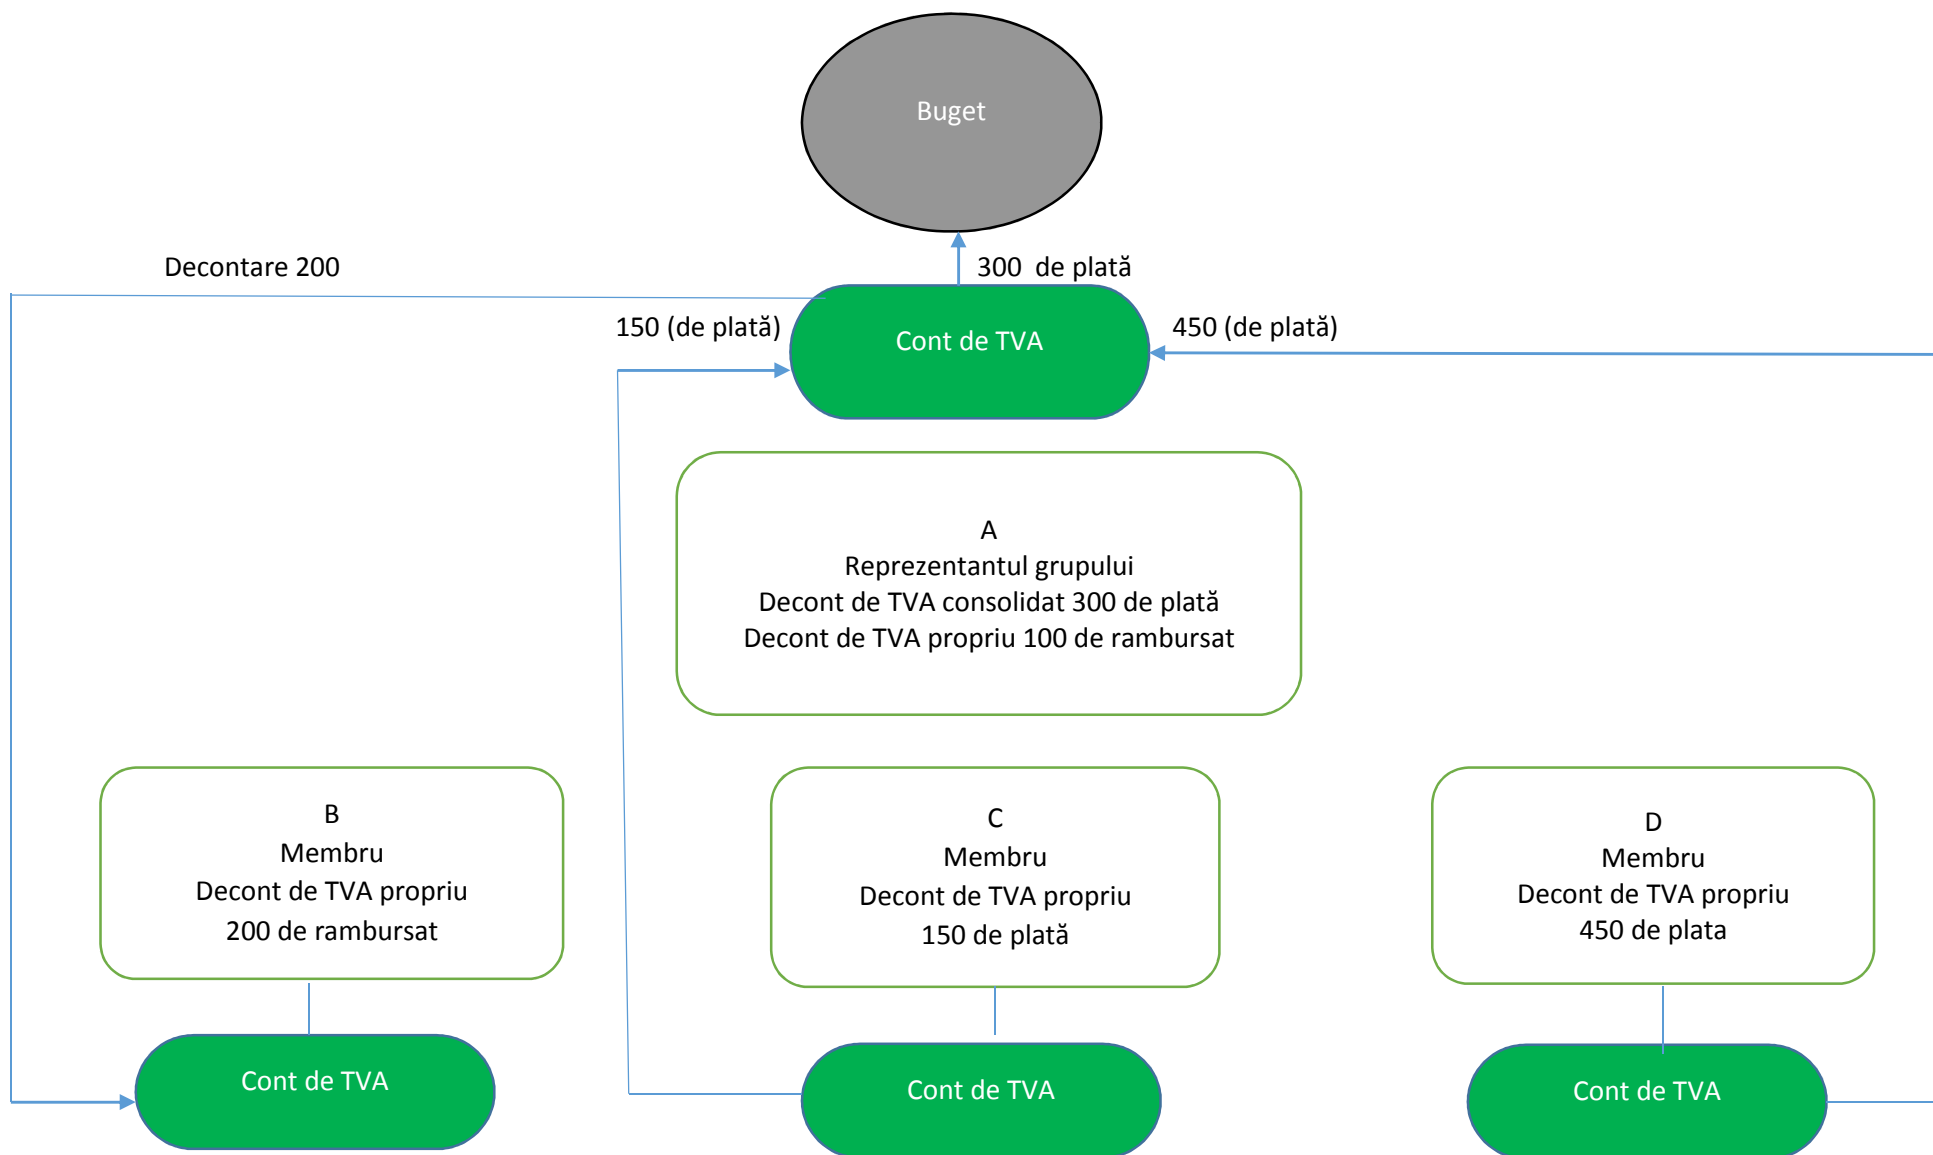 Buget
Decontare 200
300  de plată
150 (de plată)
450 (de plată)
Cont de TVA
A
Reprezentantul grupului
Decont de TVA consolidat 300 de plată
Decont de TVA propriu 100 de rambursat
B
Membru
Decont de TVA propriu
200 de rambursat
C
Membru
Decont de TVA propriu
150 de plată
D
Membru
Decont de TVA propriu
450 de plata
Cont de TVA
Cont de TVA
Cont de TVA